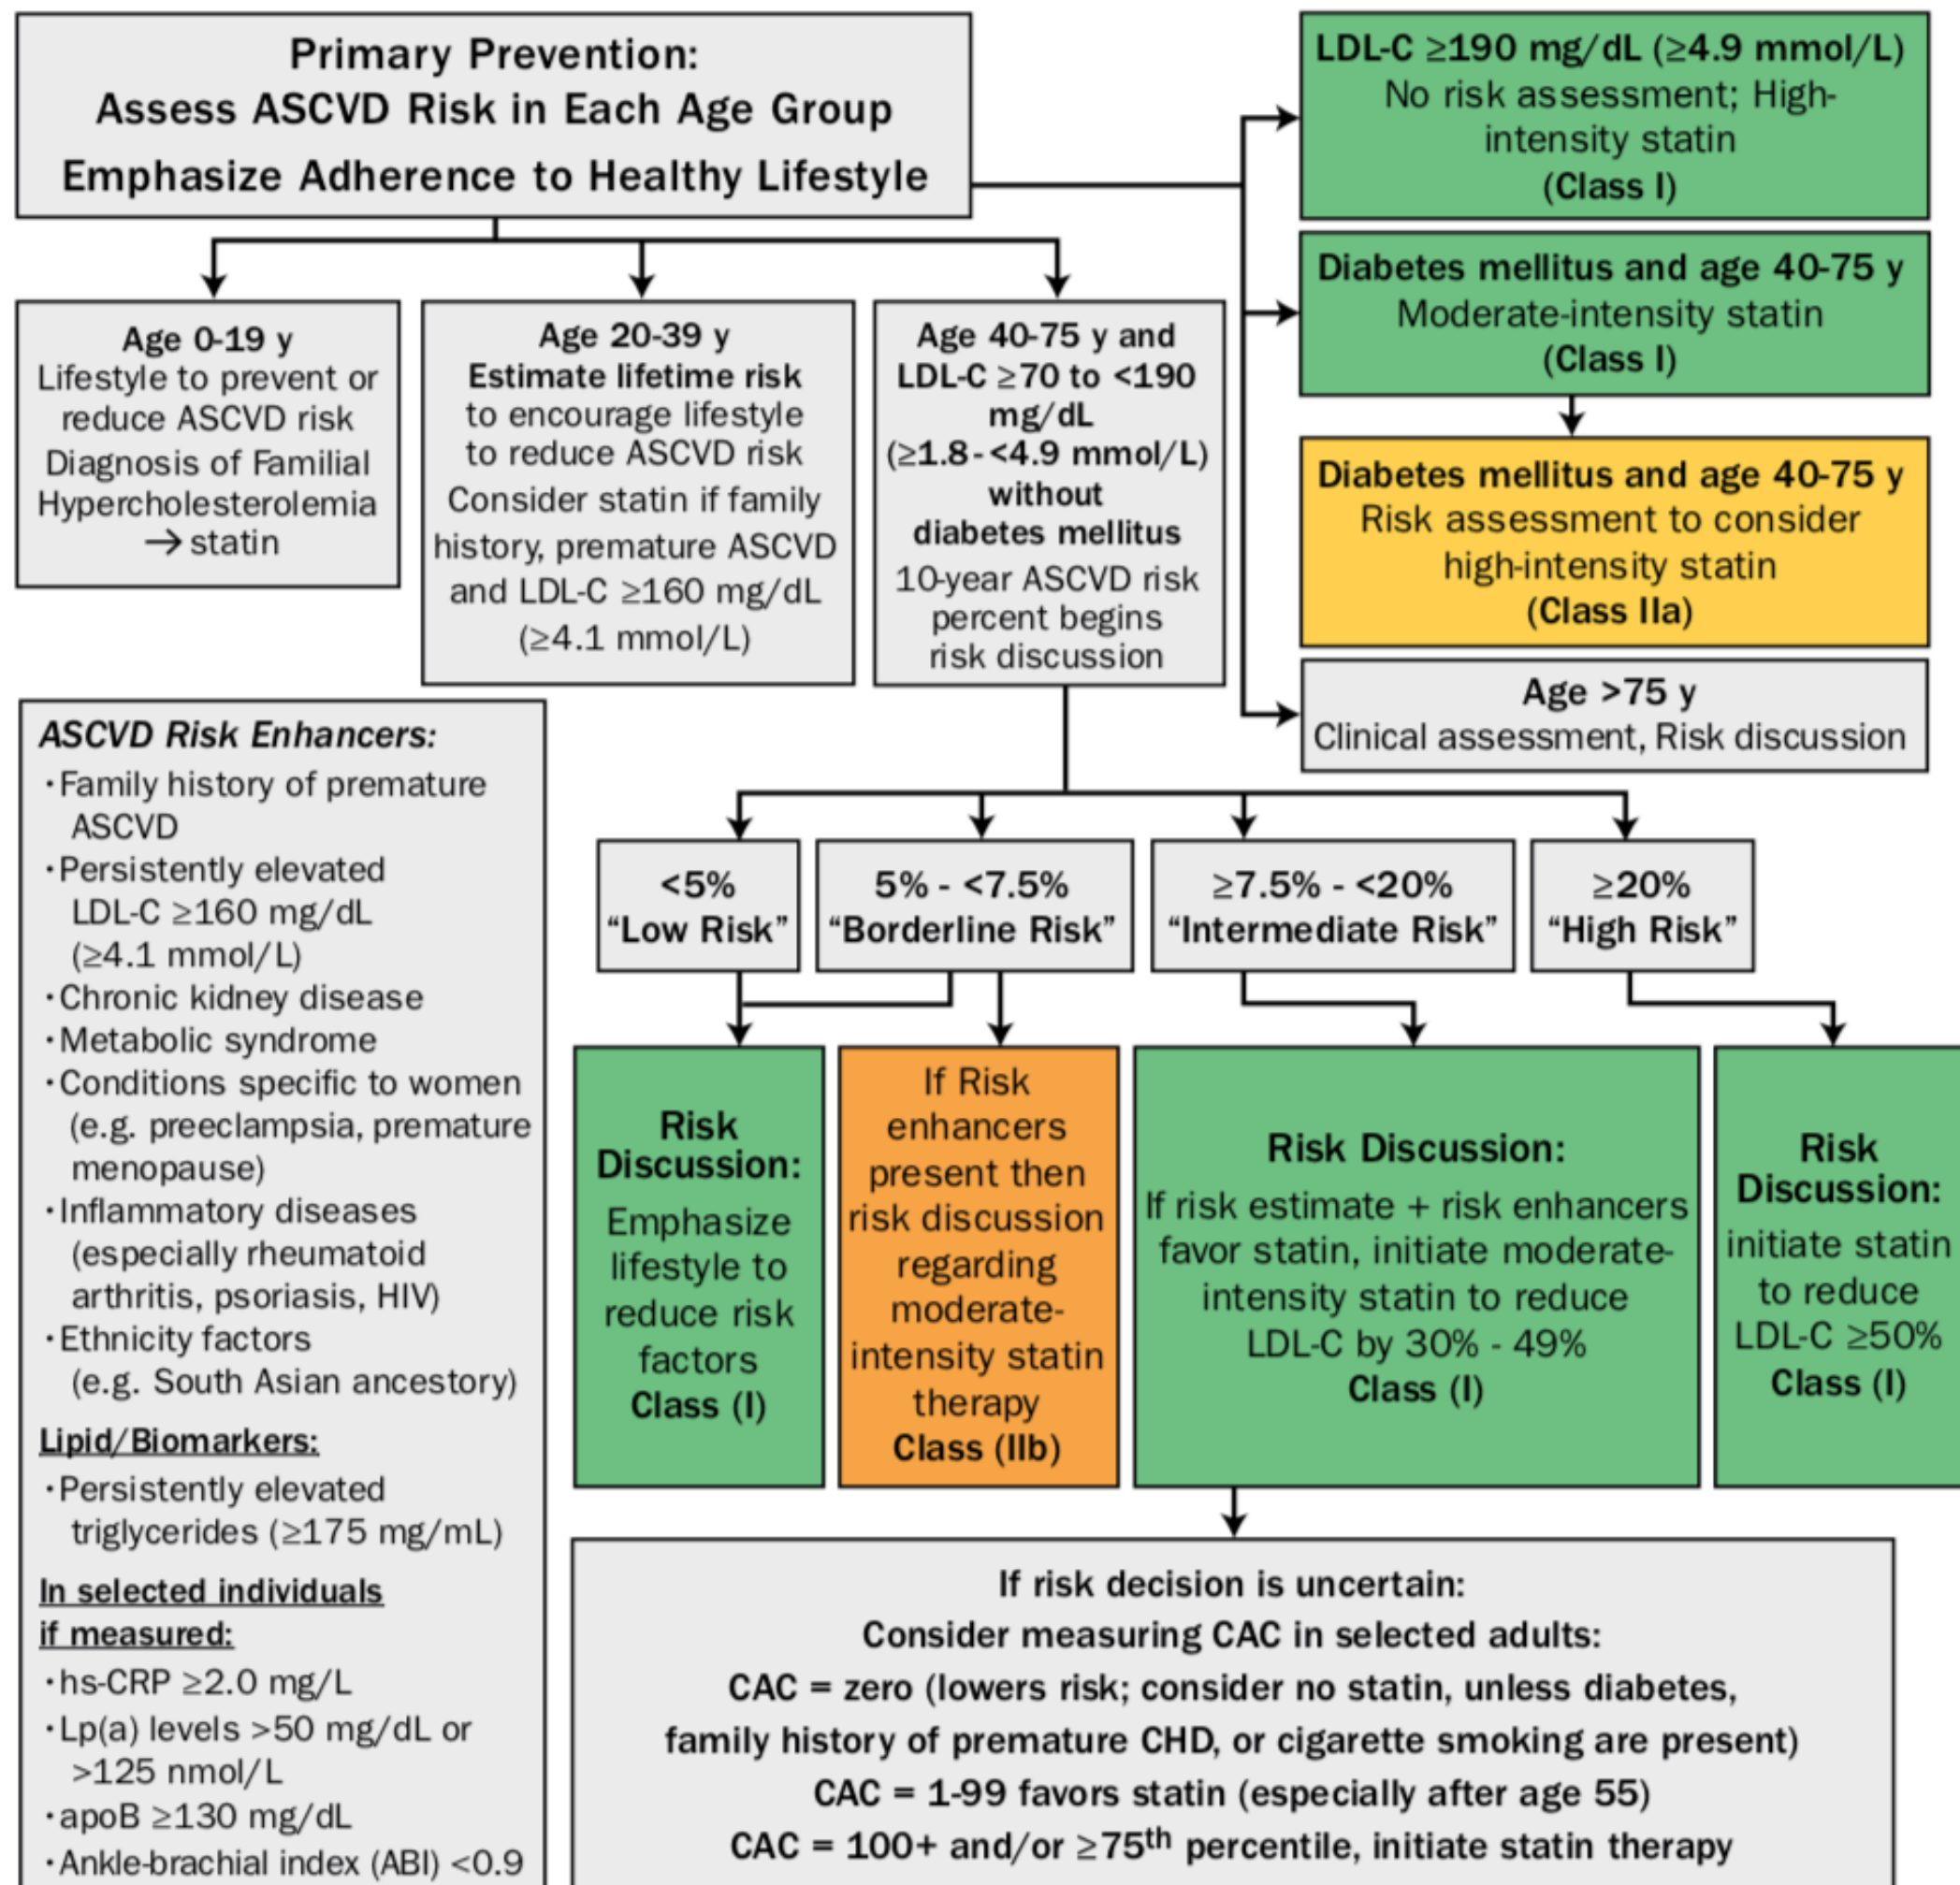 Primary Prevention:
Assess ASCVD Risk in Each Age Group
Emphasize Adherence to Healthy Lifestyle
LDL-C ≥190 mg/dL (≥4.9 mmol/L)
No risk assessment; High-
intensity statin
(Class I)
Diabetes mellitus and age 40-75 y
Moderate-intensity statin
(Class I)
Diabetes mellitus and age 40-75 y
Risk assessment to consider
high-intensity statin
(Class IIa)
Age >75 y
Clinical assessment, Risk discussion
Age 0-19 y
Lifestyle to prevent or
reduce ASCVD risk
Diagnosis of Familial
Hypercholesterolemia
→ statin
Age 20-39 y
Estimate lifetime risk
to encourage lifestyle
to reduce ASCVD risk
Consider statin if family
history, premature ASCVD
and LDL-C ≥160 mg/dL
(≥4.1 mmol/L)
Age 40-75 y and
LDL-C ≥70 to <190
mg/dL
(≥1.8-<4.9 mmol/L)
without
diabetes mellitus
10-year ASCVD risk
percent begins
risk discussion
ASCVD Risk Enhancers:
·Family history of premature
ASCVD
·Persistently elevated
LDL-C ≥160 mg/dL
(≥4.1 mmol/L)
·Chronic kidney disease
·Metabolic syndrome
·Conditions specific to women
(e.g. preeclampsia, premature
menopause)
·Inflammatory diseases
(especially rheumatoid
arthritis, psoriasis, HIV)
·Ethnicity factors
(e.g. South Asian ancestory)
Lipid/Biomarkers:
·Persistently elevated
triglycerides (≥175 mg/mL)
In selected individuals
if measured:
·hs-CRP ≥2.0 mg/L
·Lp(a) levels >50 mg/dL or
>125 nmol/L
·apoB ≥130 mg/dL
·Ankle-brachial index (ABI) <0.9
<5%
"Low Risk"
5% - <7.5%
"Borderline Risk"
≥7.5% - <20%
"Intermediate Risk"
≥20%
"High Risk"
Risk
Discussion:
Emphasize
lifestyle to
reduce risk
factors
Class (I)
If Risk
enhancers
present then
risk discussion
regarding
moderate-
intensity statin
therapy
Class (IIb)
Risk Discussion:
If risk estimate + risk enhancers
favor statin, initiate moderate-
intensity statin to reduce
LDL-C by 30% - 49%
Class (I)
Risk
Discussion:
initiate statin
to reduce
LDL-C ≥50%
Class (I)
If risk decision is uncertain:
Consider measuring CAC in selected adults:
CAC = zero (lowers risk; consider no statin, unless diabetes,
family history of premature CHD, or cigarette smoking are present)
CAC = 1-99 favors statin (especially after age 55)
CAC = 100+ and/or ≥75th percentile, initiate statin therapy